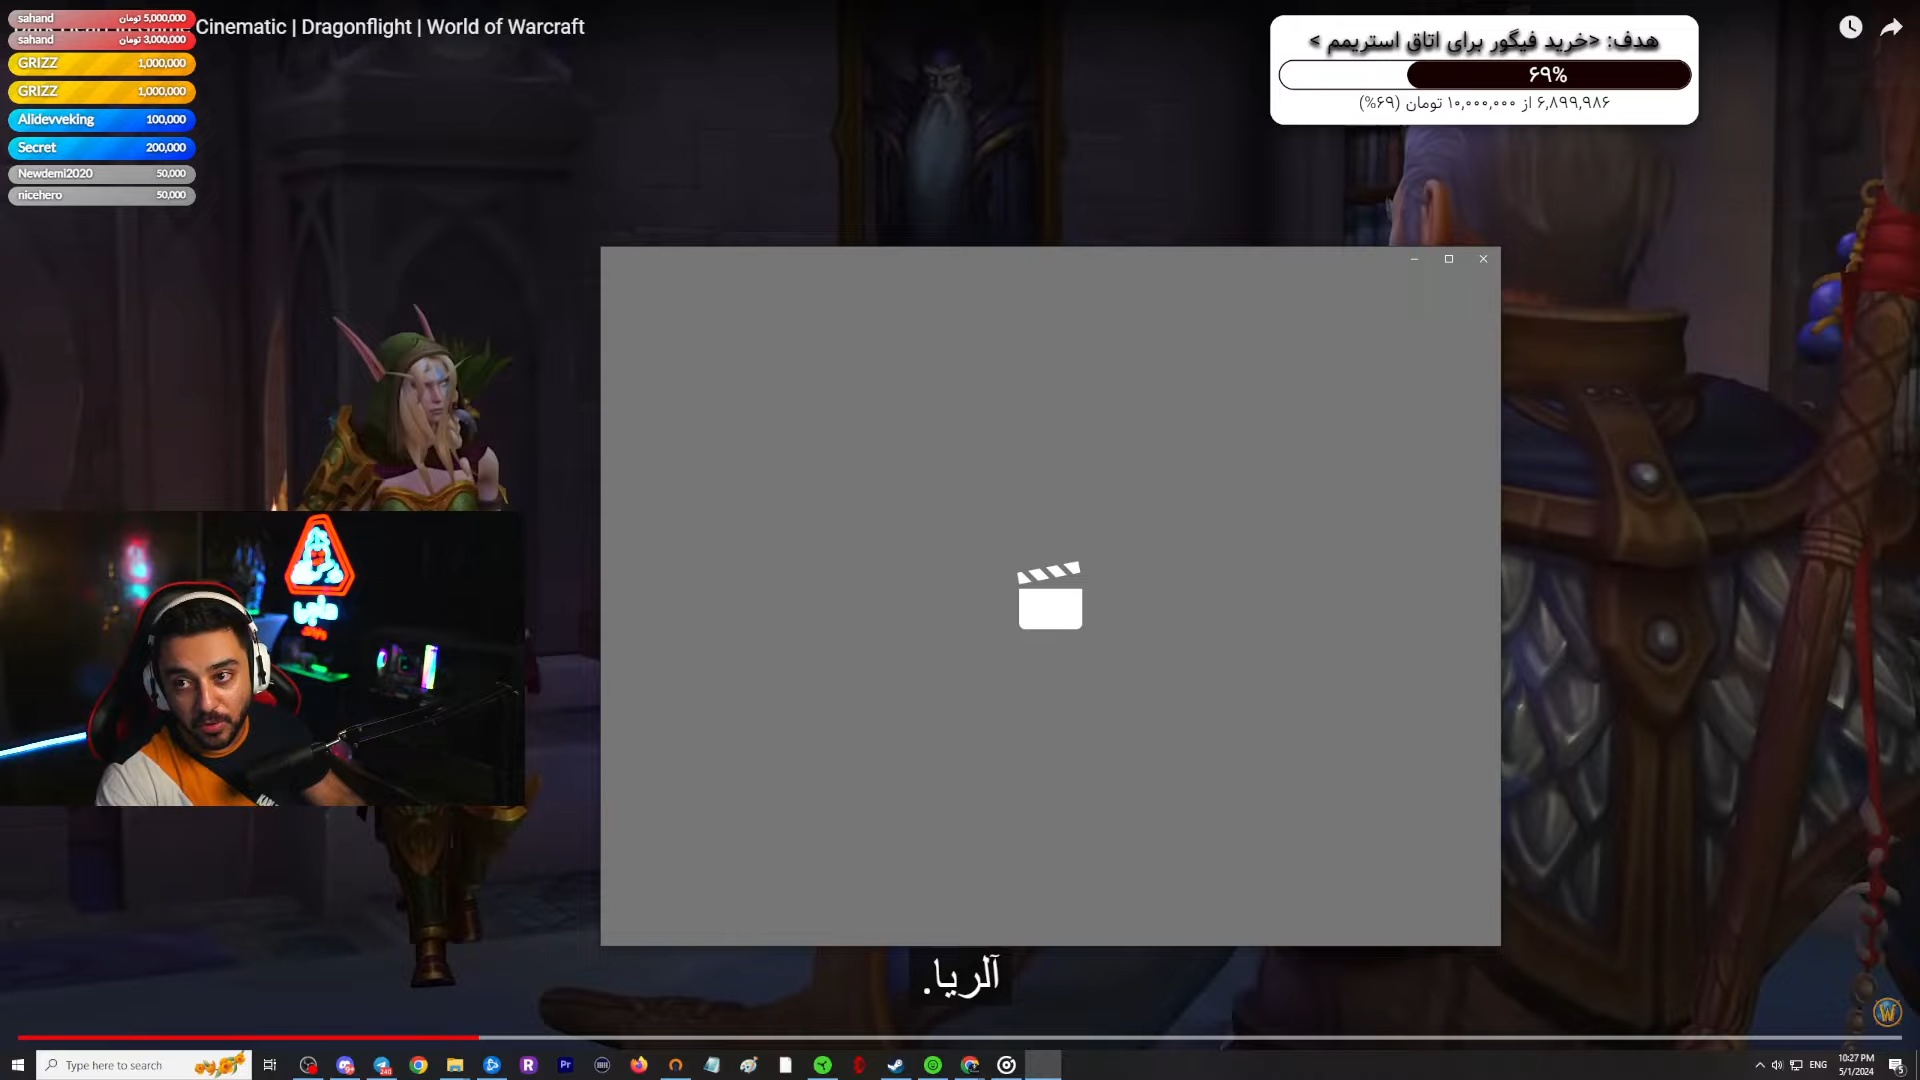 sahand 5,000,000 تومان
Cinematic | Dragonflight | World of Warcraft
sahand 3,000,000 تومان
GRIZZ 1,000,000
GRIZZ 1,000,000
Alidevveking 100,000
Secret 200,000
Newdemi2020 50,000
nicehero 50,000
هدف: <خرید فیگور برای اتاق استریمم >
۶۹%
۶,۸۹۹,۹۸۶ از ۱۰,۰۰۰,۰۰۰ تومان (۶۹%)
آلریا.
Type here to search
ENG
10:27 PM
5/1/2024